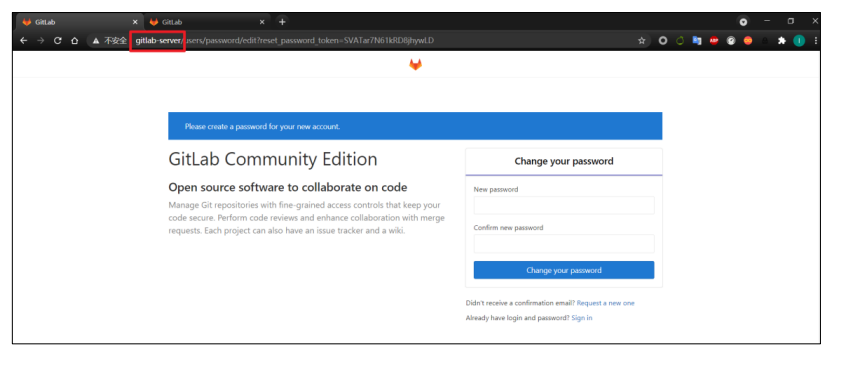 GitLab
GitLab
不安全 gitlab-server/users/password/edit?reset_password_token=SVATar7N61kRD8jhywLD
Please create a password for your new account.
GitLab Community Edition
Open source software to collaborate on code
Manage Git repositories with fine-grained access controls that keep your
code secure. Perform code reviews and enhance collaboration with merge
requests. Each project can also have an issue tracker and a wiki.
Change your password
New password
Confirm new password
Change your password
Didn't receive a confirmation email? Request a new one
Already have login and password? Sign in